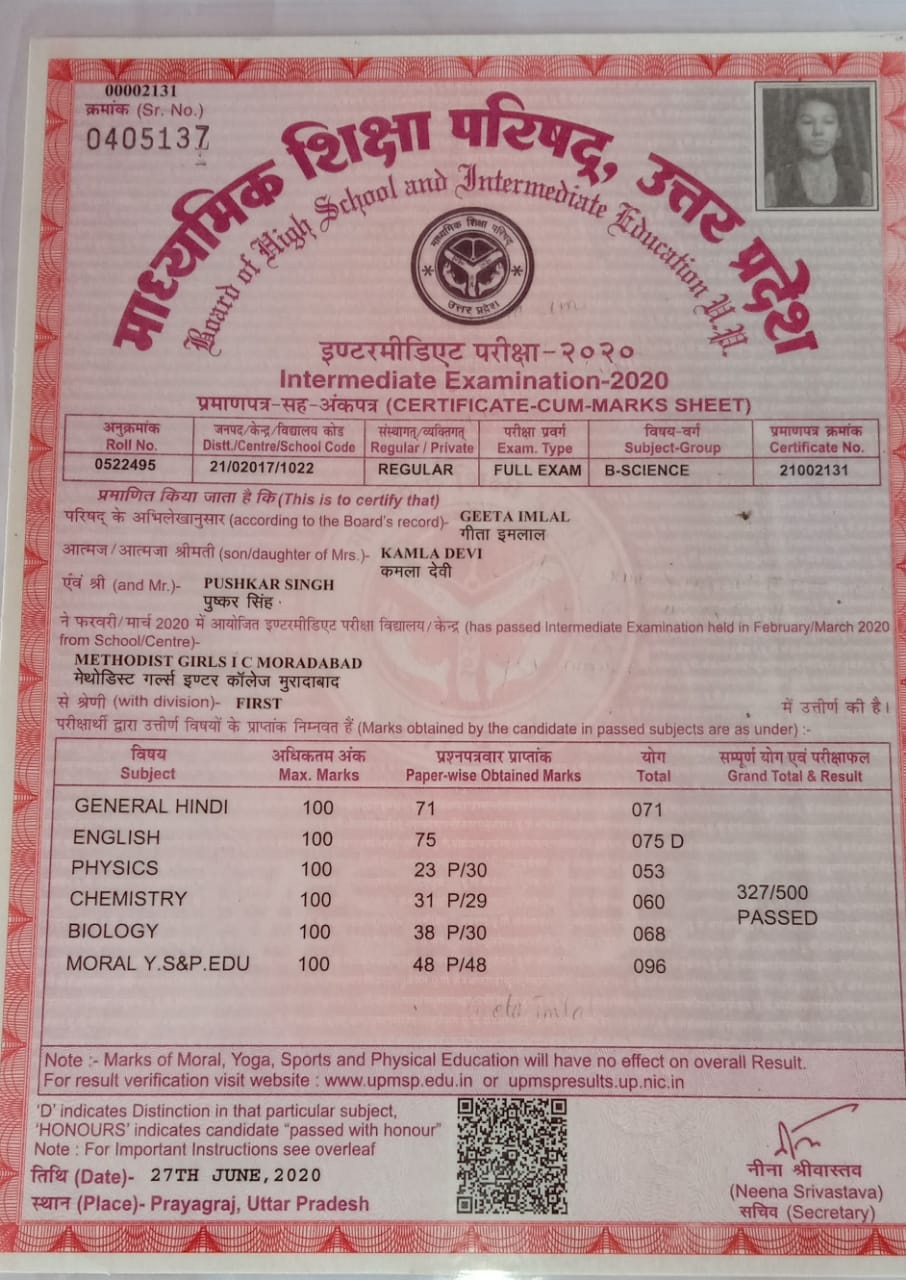 00002131
क्रमांक (Sr. No.)
0405137
माध्यमिक शिक्षा परिषद्, उत्तर प्रदेश
Board of High School and Intermediate Education U.P.
माध्यमिक शिक्षा परिषद्
उत्तर प्रदेश
इण्टरमीडिएट परीक्षा-२०२०
Intermediate Examination-2020
प्रमाणपत्र-सह-अंकपत्र (CERTIFICATE-CUM-MARKS SHEET)
अनुक्रमांक जनपद/केन्द्र/विद्यालय कोड संस्थागत/व्यक्तिगत परीक्षा प्रवर्ग विषय-वर्ग प्रमाणपत्र क्रमांक
Roll No. Distt./Centre/School Code Regular / Private Exam. Type Subject-Group Certificate No.
0522495 21/02017/1022 REGULAR FULL EXAM B-SCIENCE 21002131
प्रमाणित किया जाता है कि (This is to certify that)
परिषद् के अभिलेखानुसार (according to the Board's record)- GEETA IMLAL
गीता इमलाल
आत्मज/आत्मजा श्रीमती (son/daughter of Mrs.)- KAMLA DEVI
कमला देवी
एवं श्री (and Mr.)- PUSHKAR SINGH
पुष्कर सिंह
ने फरवरी/मार्च 2020 में आयोजित इण्टरमीडिएट परीक्षा विद्यालय/केन्द्र (has passed Intermediate Examination held in February/March 2020
from School/Centre)-
METHODIST GIRLS I C MORADABAD
मेथोडिस्ट गर्ल्स इण्टर कॉलेज मुरादाबाद
से श्रेणी (with division)- FIRST में उत्तीर्ण की है।
परीक्षार्थी द्वारा उत्तीर्ण विषयों के प्राप्तांक निम्नवत हैं (Marks obtained by the candidate in passed subjects are as under) :-
विषय अधिकतम अंक प्रश्नपत्रवार प्राप्तांक योग सम्पूर्ण योग एवं परीक्षाफल
Subject Max. Marks Paper-wise Obtained Marks Total Grand Total & Result
GENERAL HINDI 100 71 071
ENGLISH 100 75 075 D
PHYSICS 100 23 P/30 053
CHEMISTRY 100 31 P/29 060 327/500
PASSED
BIOLOGY 100 38 P/30 068
MORAL Y.S&P.EDU 100 48 P/48 096
Note :- Marks of Moral, Yoga, Sports and Physical Education will have no effect on overall Result.
For result verification visit website : www.upmsp.edu.in or upmspresults.up.nic.in
'D' indicates Distinction in that particular subject,
'HONOURS' indicates candidate "passed with honour"
Note : For Important Instructions see overleaf
तिथि (Date)- 27TH JUNE,2020
स्थान (Place)- Prayagraj, Uttar Pradesh
नीना श्रीवास्तव
(Neena Srivastava)
सचिव (Secretary)